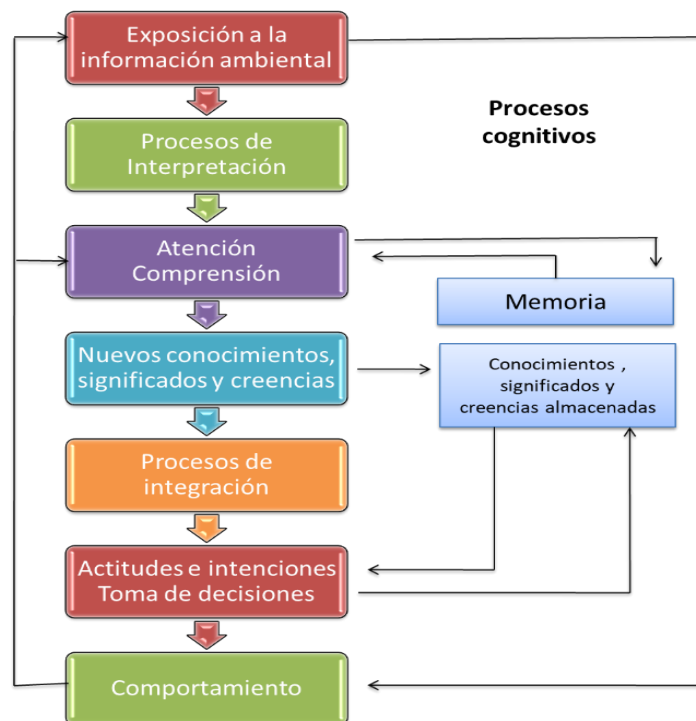 Exposición a la
información ambiental
Procesos
cognitivos
Procesos de
Interpretación
Atención
Comprensión
Memoria
Nuevos conocimientos,
significados y creencias
Conocimientos ,
significados y
creencias almacenadas
Procesos de
integración
Actitudes e intenciones
Toma de decisiones
Comportamiento